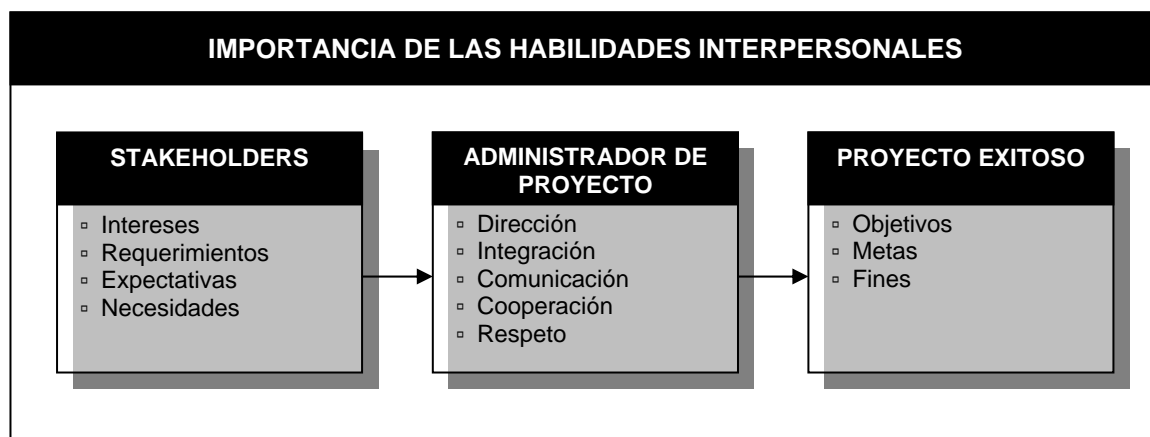 IMPORTANCIA DE LAS HABILIDADES INTERPERSONALES
STAKEHOLDERS
Intereses
Requerimientos
Expectativas
Necesidades
ADMINISTRADOR DE
PROYECTO
Dirección
Integración
Comunicación
Cooperación
Respeto
PROYECTO EXITOSO
Objetivos
Metas
Fines